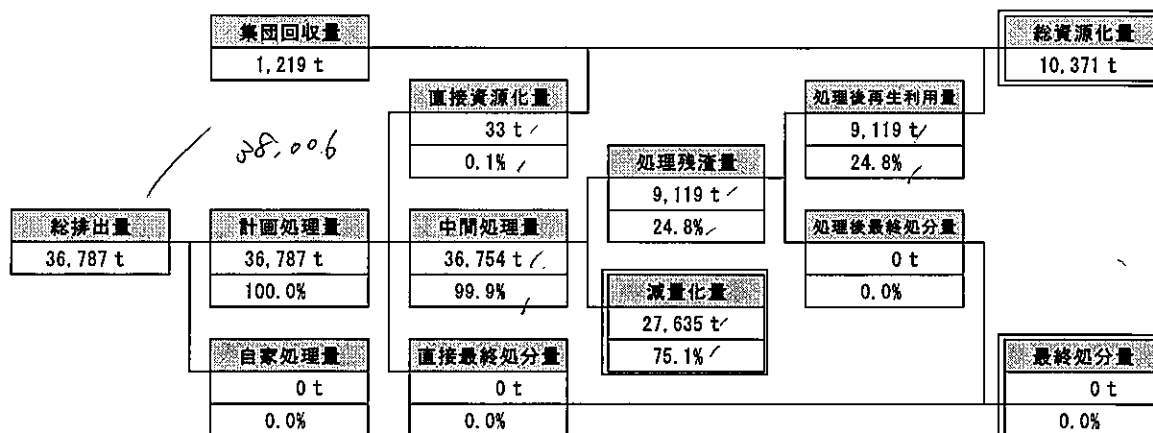 集団回収量
1,219 t
総資源化量
10,371 t
直接資源化量
33 t
0.1%
処理後再生利用量
9,119 t
24.8%
38,006
処理残渣量
9,119 t
24.8%
総排出量
36,787 t
計画処理量
36,787 t
100.0%
中間処理量
36,754 t
99.9%
処理後最終処分量
0 t
0.0%
減量化量
27,635 t
75.1%
自家処理量
0 t
0.0%
直接最終処分量
0 t
0.0%
最終処分量
0 t
0.0%